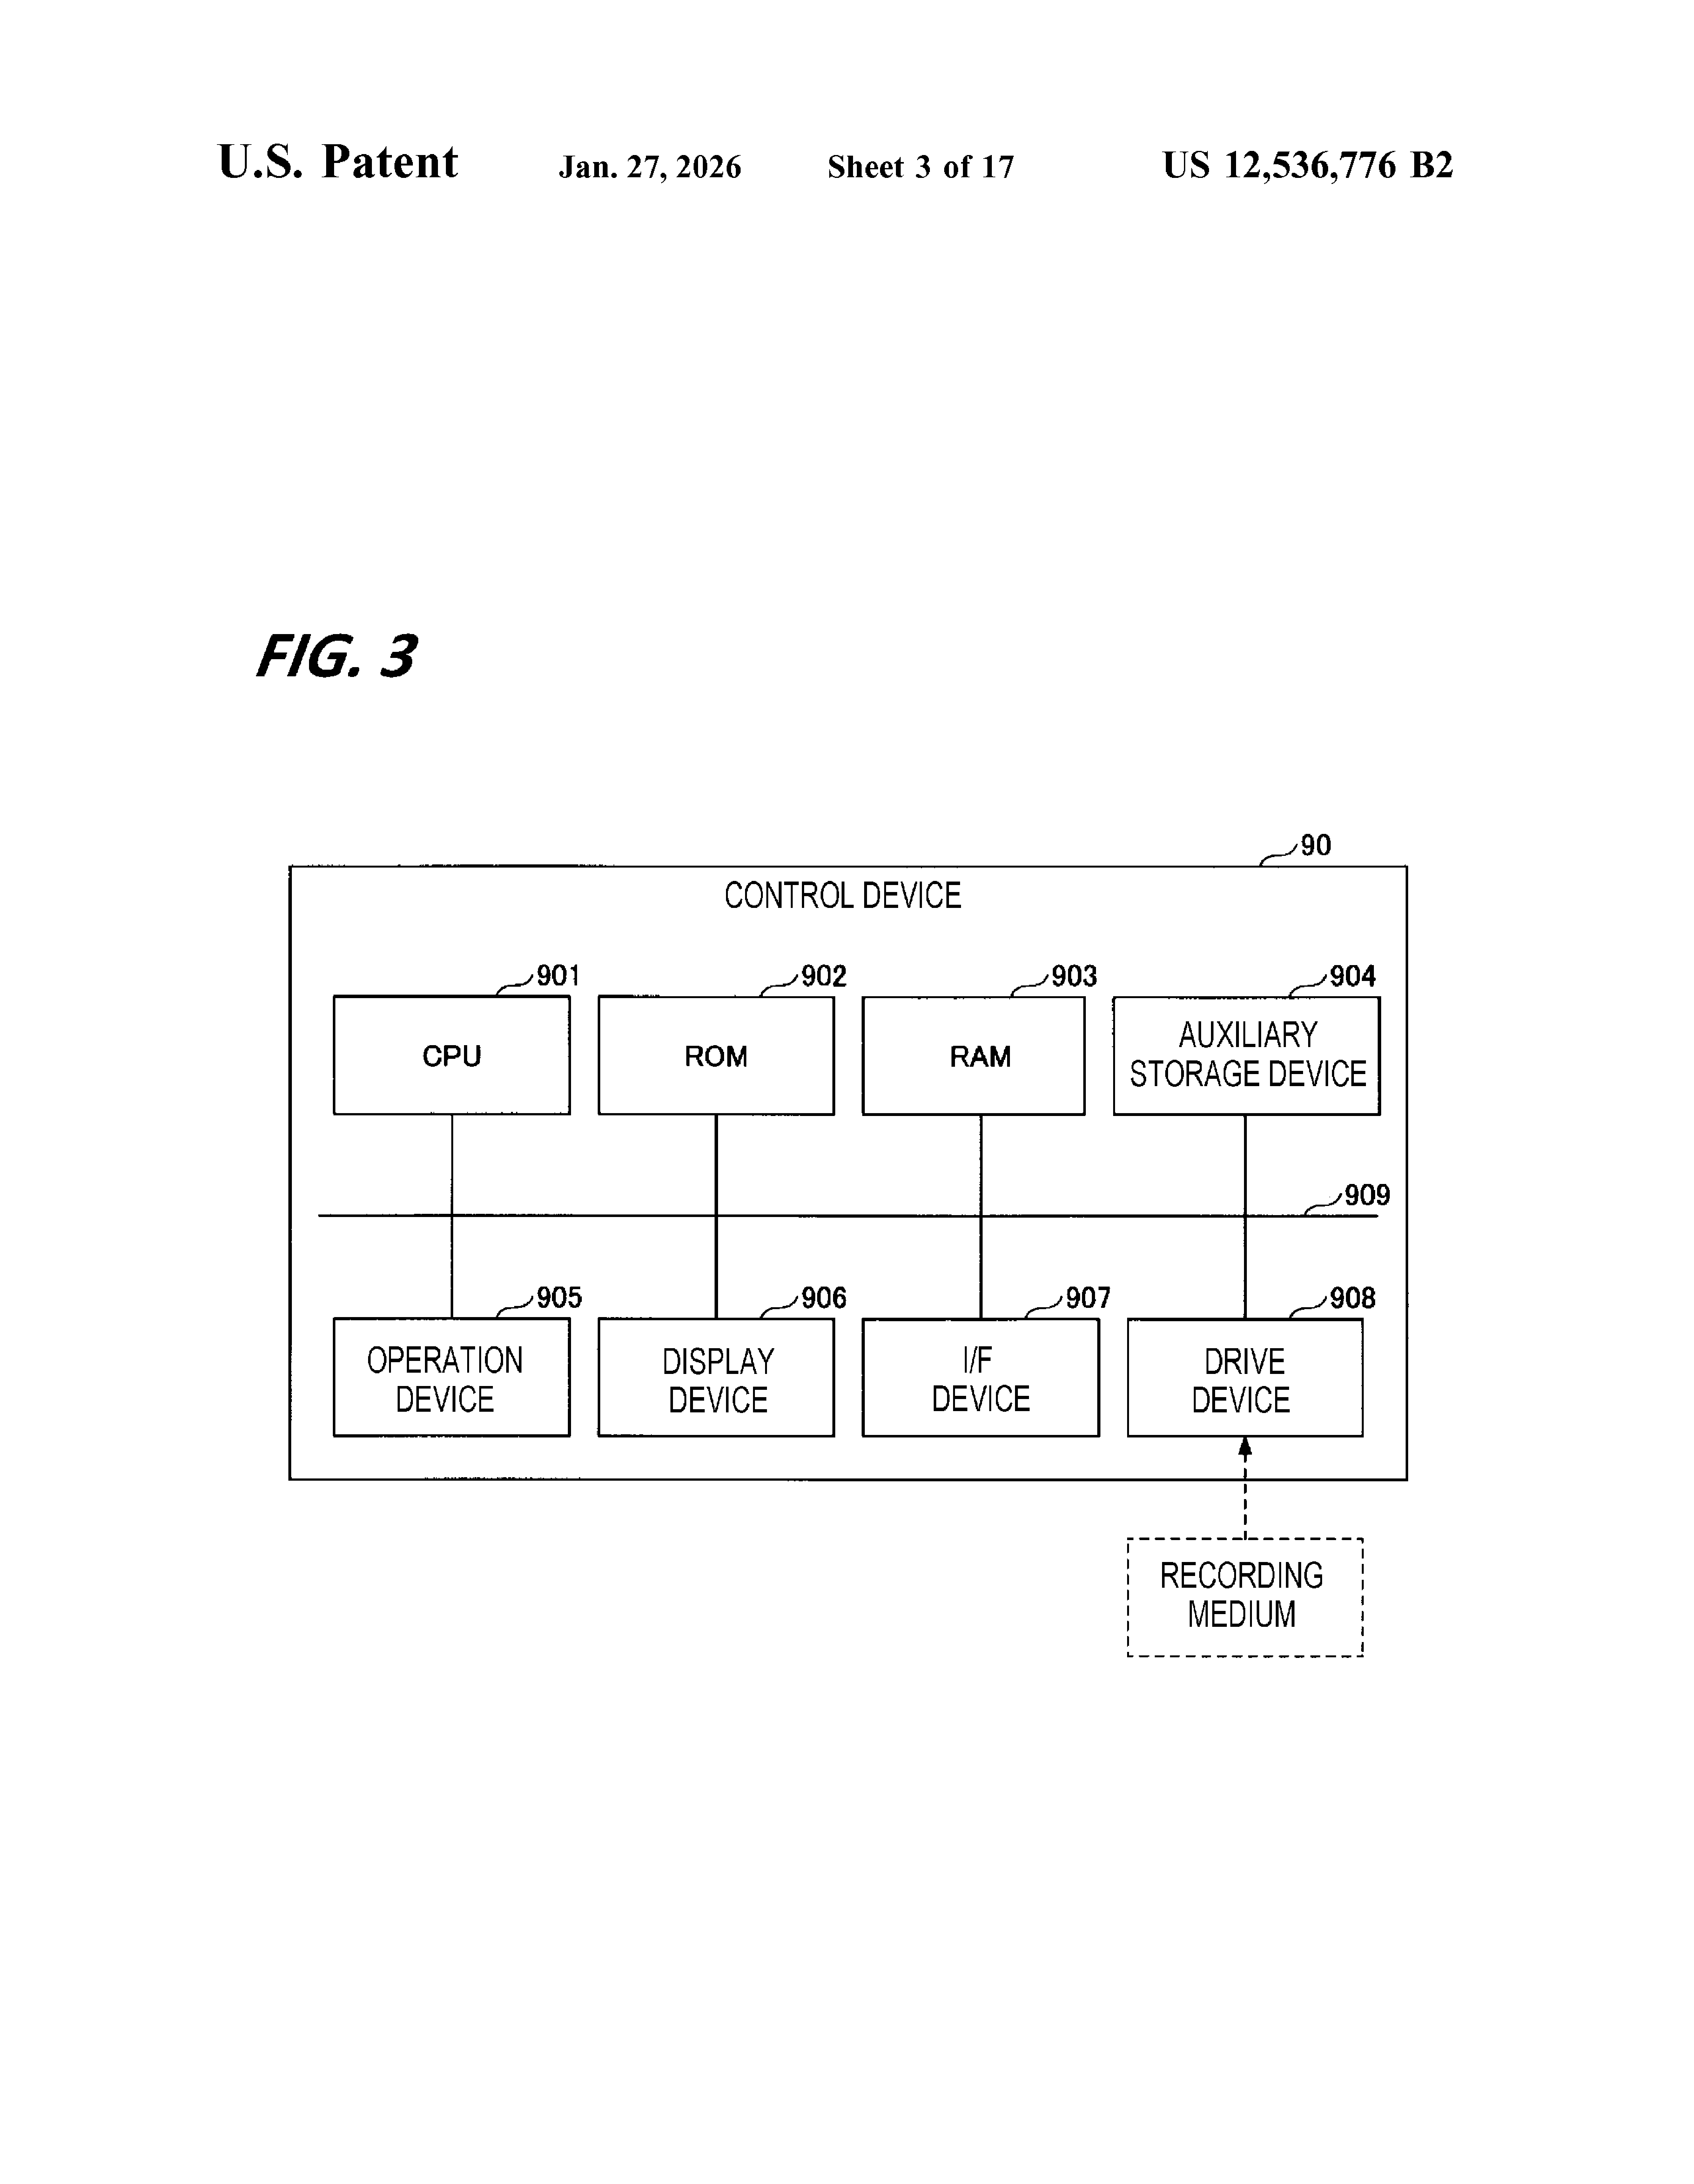 U.S. Patent Jan. 27, 2026 Sheet 3 of 17 US 12,536,776 B2
FIG. 3
90
CONTROL DEVICE
901 902 903 904
CPU ROM RAM AUXILIARY
STORAGE DEVICE
909
905 906 907 908
OPERATION DISPLAY I/F DRIVE
DEVICE DEVICE DEVICE DEVICE
RECORDING
MEDIUM